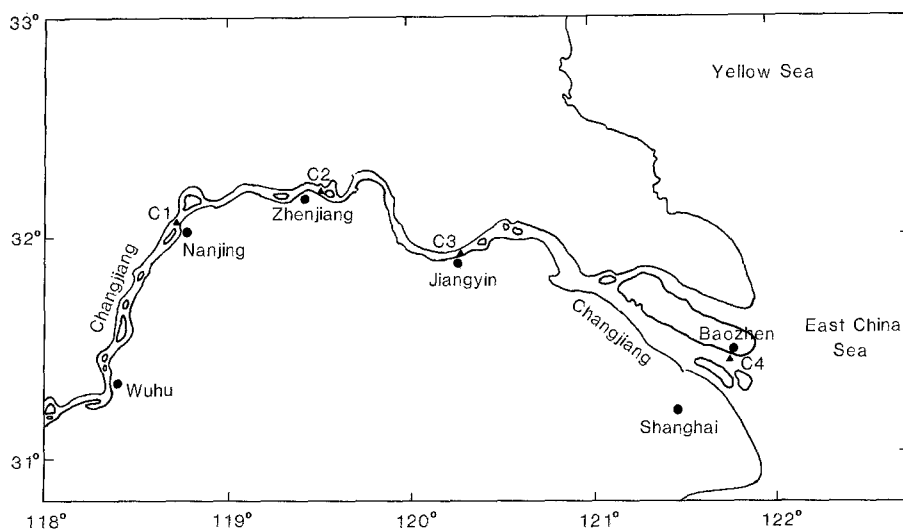 33°
Yellow Sea
C2
C1
Zhenjiang
32°
Nanjing
C3
Jiangyin
Changjiang
Changjiang
Baozhen
East China
Sea
C4
Wuhu
Shanghai
31°
118°
119°
120°
121°
122°